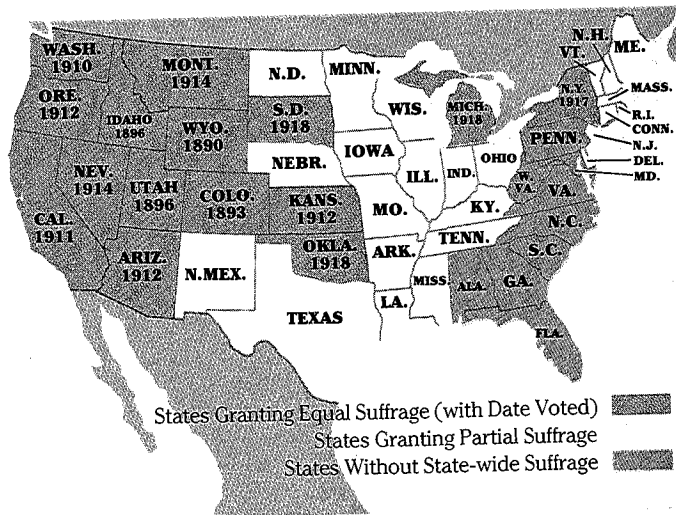 WASH.
1910
ORE.
1912
IDAHO
1896
MONT.
1914
WYO.
1890
NEV.
1914
UTAH
1896
COLO.
1893
CAL.
1911
ARIZ.
1912
N.MEX.
N.D.
S.D.
1918
NEBR.
KANS.
1912
OKLA.
1918
TEXAS
MINN.
IOWA
MO.
ARK.
LA.
WIS.
ILL.
MICH.
1918
IND.
OHIO
KY.
TENN.
MISS.
ALA.
GA.
FLA.
S.C.
N.C.
VA.
W.
VA.
PENN.
N.Y.
1917
VT.
N.H.
ME.
MASS.
R.I.
CONN.
N.J.
DEL.
MD.
States Granting Equal Suffrage (with Date Voted)
States Granting Partial Suffrage
States Without State-wide Suffrage